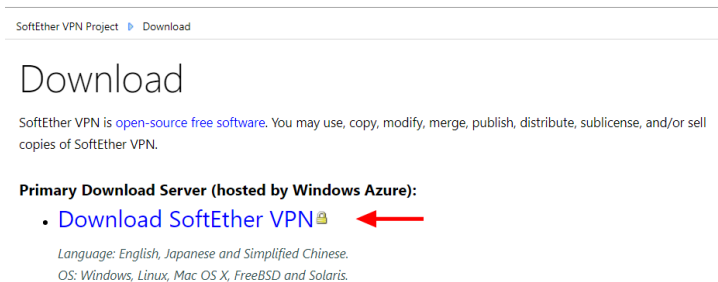 SoftEther VPN Project Download
Download
SoftEther VPN is open-source free software. You may use, copy, modify, merge, publish, distribute, sublicense, and/or sell
copies of SoftEther VPN.
Primary Download Server (hosted by Windows Azure):
• Download SoftEther VPN
Language: English, Japanese and Simplified Chinese.
OS: Windows, Linux, Mac OS X, FreeBSD and Solaris.